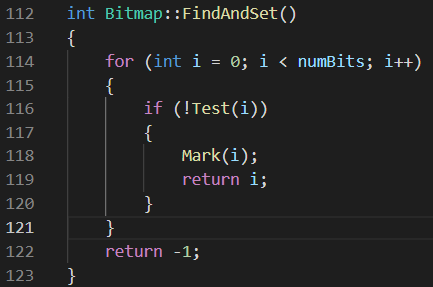 112 int Bitmap::FindAndSet()
113 {
114     for (int i = 0; i < numBits; i++)
115     {
116         if (!Test(i))
117         {
118             Mark(i);
119             return i;
120         }
121     }
122     return -1;
123 }